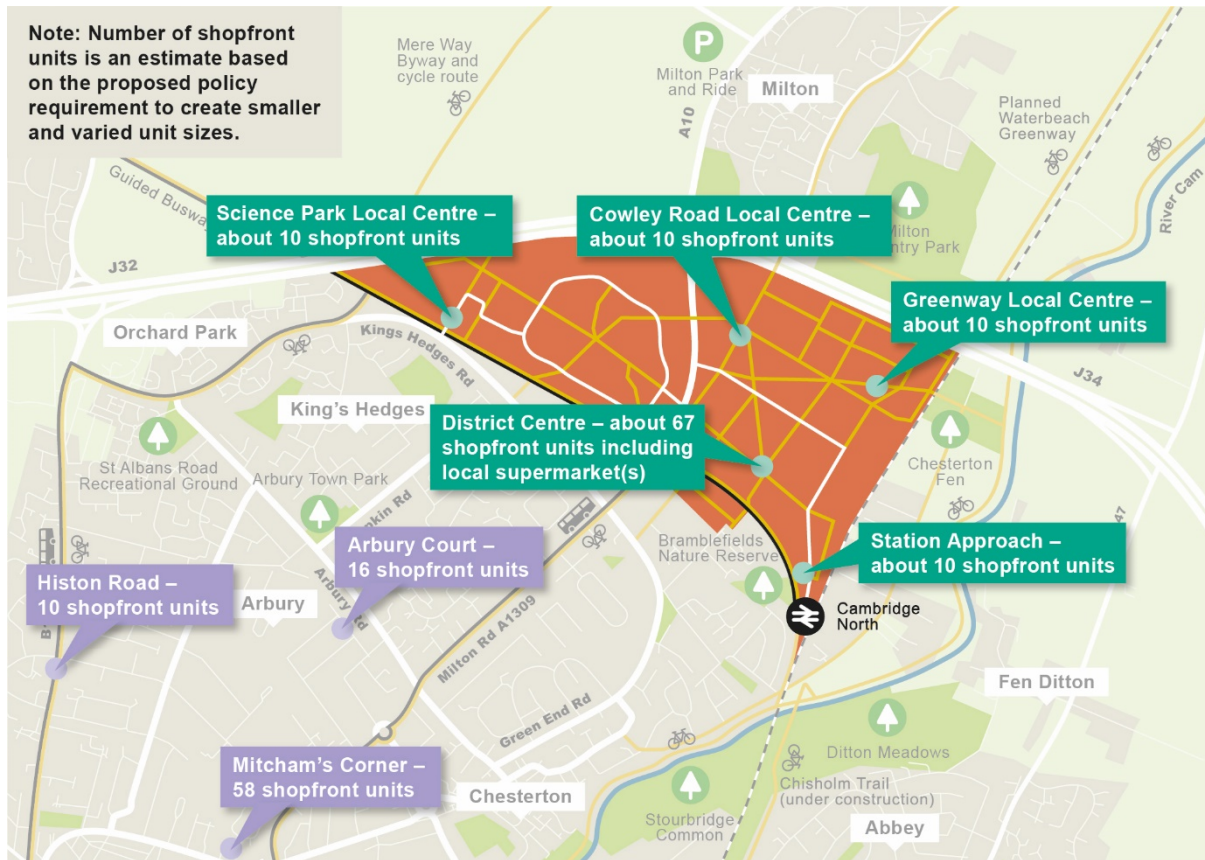 Note: Number of shopfront
units is an estimate based
on the proposed policy
requirement to create smaller
and varied unit sizes.
Mere Way
Byway and
cycle route
P
Milton Park
and Ride
Milton
A10
Planned
Waterbeach
Greenway
River Cam
Guided Busway
Science Park Local Centre –
about 10 shopfront units
Cowley Road Local Centre –
about 10 shopfront units
Milton
Country Park
Greenway Local Centre –
about 10 shopfront units
J32
J34
Orchard Park
Kings Hedges Rd
King's Hedges
District Centre – about 67
shopfront units including
local supermarket(s)
St Albans Road
Recreational Ground
Arbury Town Park
Chesterton
Fen
Arbury Court –
16 shopfront units
Arbury Rd
Milton Rd A1309
Bramblefields
Nature Reserve
Station Approach –
about 10 shopfront units
Histon Road –
10 shopfront units
Arbury
Cambridge
North
Fen Ditton
Green End Rd
Ditton Meadows
Mitcham's Corner –
58 shopfront units
Chesterton
Chisholm Trail
(under construction)
Stourbridge
Common
Abbey